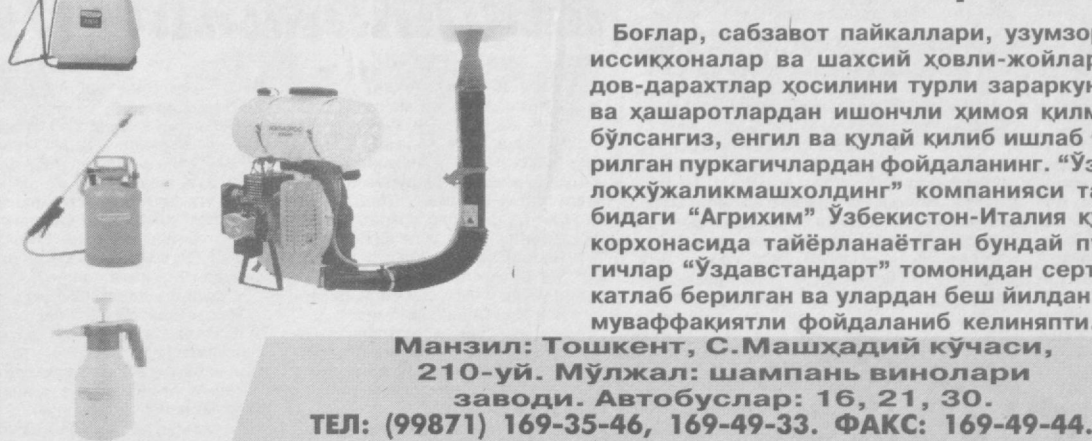 Боғлар, сабзавот пайкаллари, узумзор
иссиқхоналар ва шахсий ҳовли-жойлар
дов-дарахтлар ҳосилини турли зараркун
ва ҳашаротлардан ишончли ҳимоя қилм
бўлсангиз, енгил ва қулай қилиб ишлаб
рилган пуркагичлардан фойдаланинг. “Ўз
лоқхўжаликмашхолдинг” компанияси та
бидаги “Агрихим” Ўзбекистон-Италия қ
корхонасида тайёрланаётган бундай п
гичлар “Ўздавстандарт” томонидан серт
катлаб берилган ва улардан беш йилдан
муваффақиятли фойдаланиб келиняпти
Манзил: Тошкент, С.Машҳадий кўчаси,
210-уй. Мўлжал: шампань винолари
заводи. Автобуслар: 16, 21, 30.
ТЕЛ: (99871) 169-35-46, 169-49-33. ФАКС: 169-49-44.